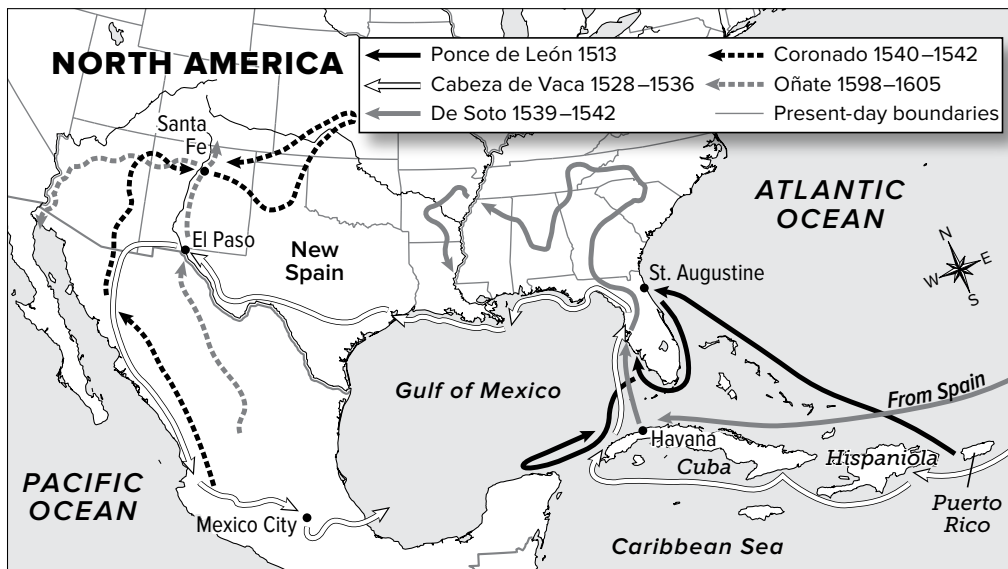 NORTH AMERICA
Ponce de León 1513
Cabeza de Vaca 1528–1536
De Soto 1539–1542
Coronado 1540–1542
Oñate 1598–1605
Present-day boundaries
Santa
Fe
El Paso
New
Spain
ATLANTIC
OCEAN
N
E
S
W
St. Augustine
Gulf of Mexico
From Spain
Havana
Cuba
Hispaniola
Puerto
Rico
PACIFIC
OCEAN
Mexico City
Caribbean Sea